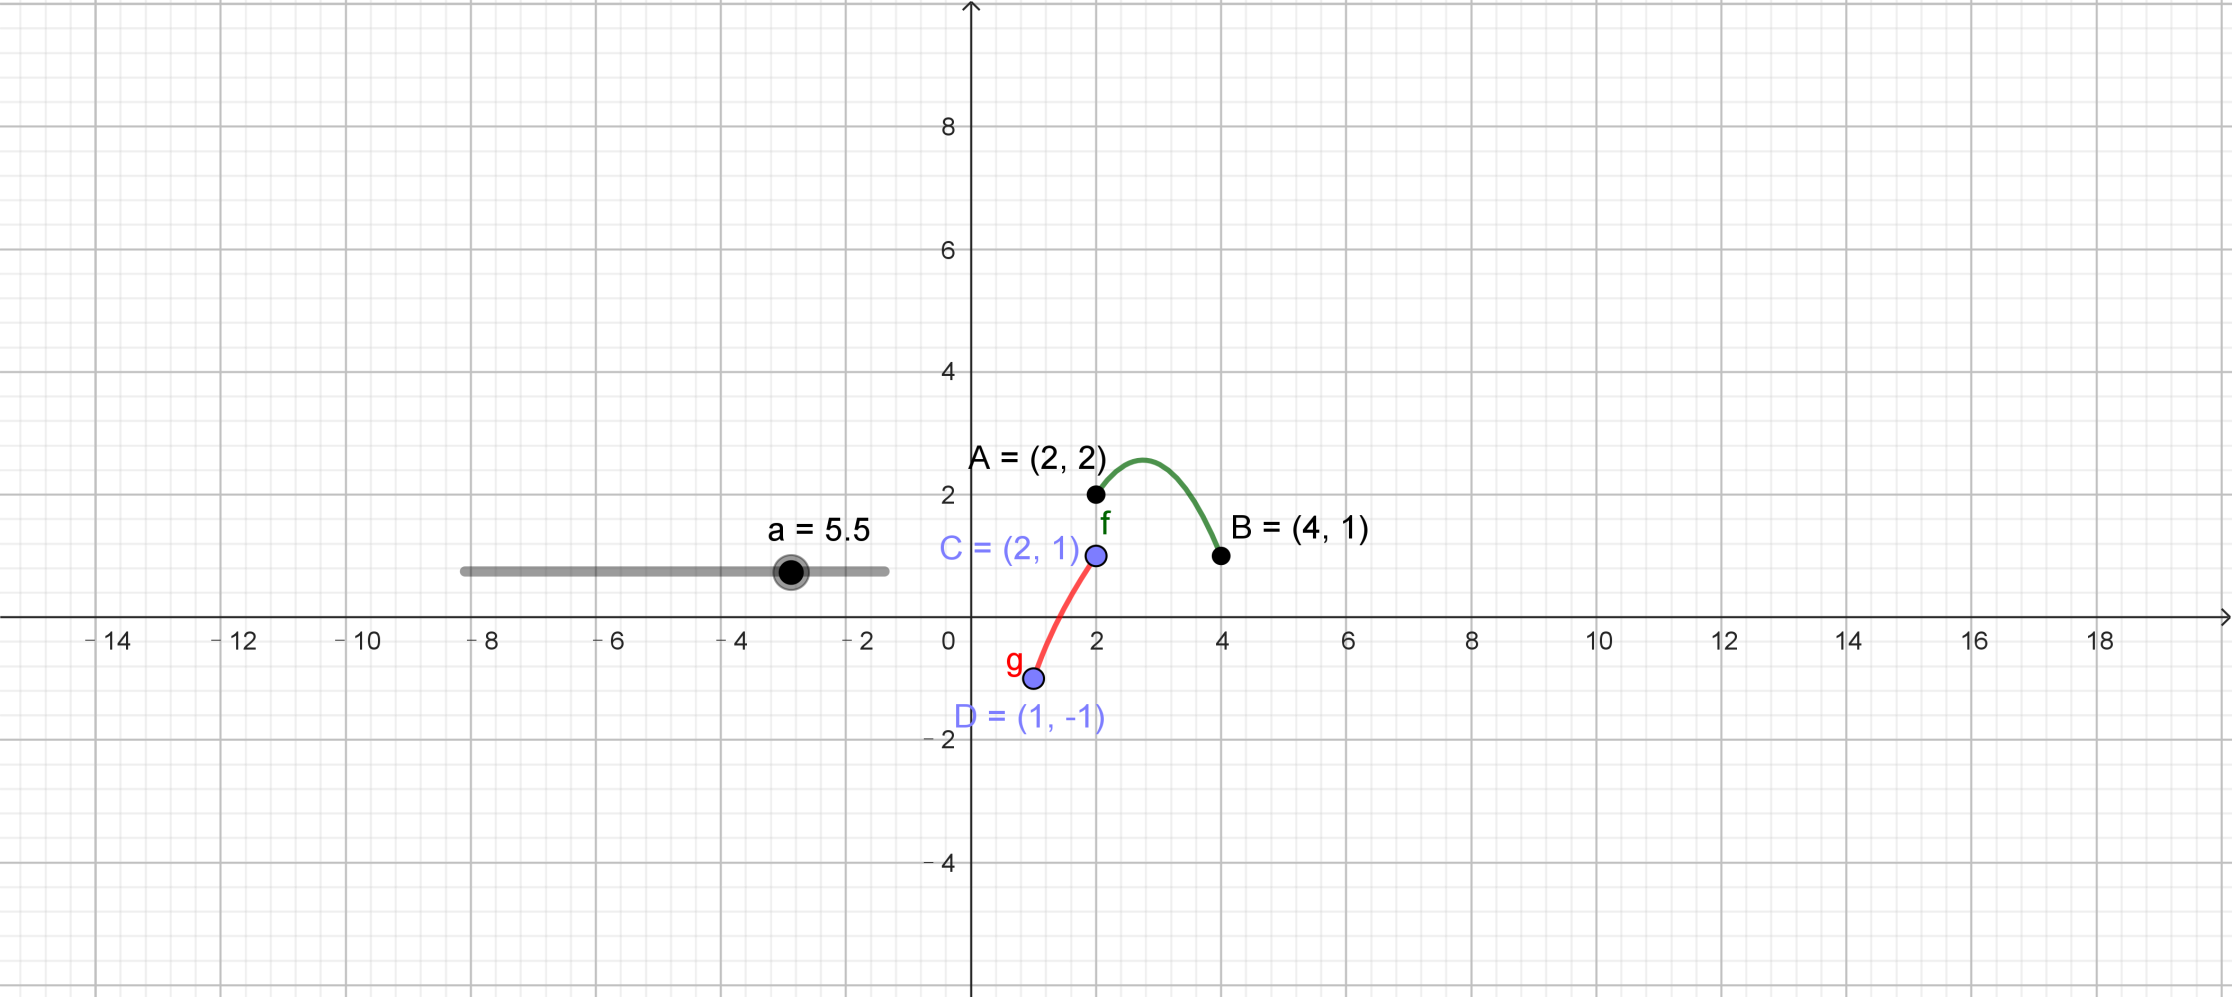 8
6
4
A = (2, 2)
2
f
B = (4, 1)
a = 5.5
C = (2, 1)
− 14 − 12 − 10 − 8 − 6 − 4 − 2 0 2 4 6 8 10 12 14 16 18
g
D = (1, -1)
− 2
− 4